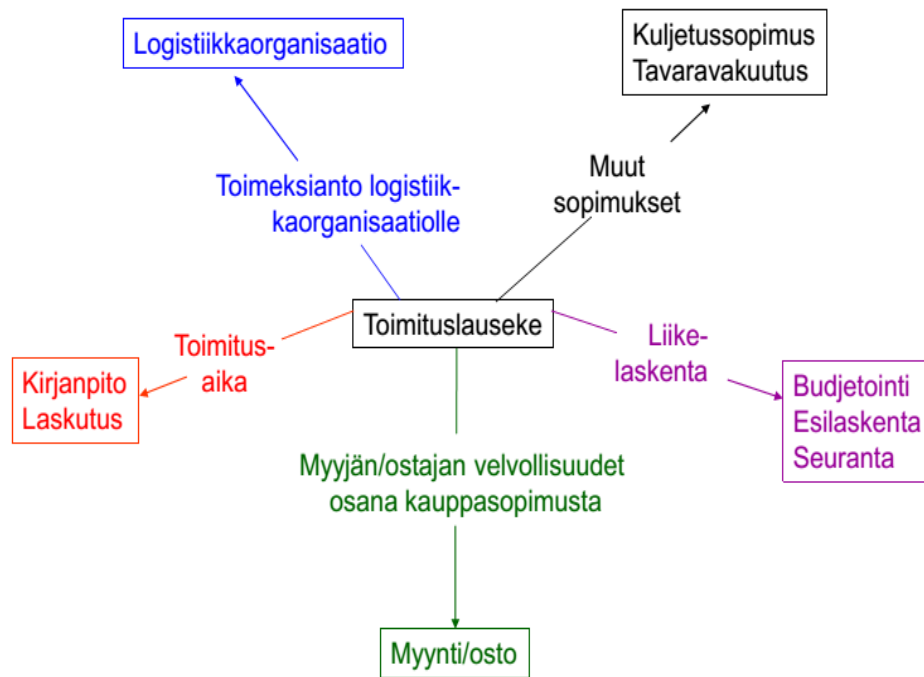 Logistiikkaorganisaatio
Kuljetussopimus
Tavaravakuutus
Toimeksianto logistiik-
kaorganisaatiolle
Muut
sopimukset
Toimituslauseke
Toimitus-
aika
Liike-
laskenta
Kirjanpito
Laskutus
Budjetointi
Esilaskenta
Seuranta
Myyjän/ostajan velvollisuudet
osana kauppasopimusta
Myynti/osto